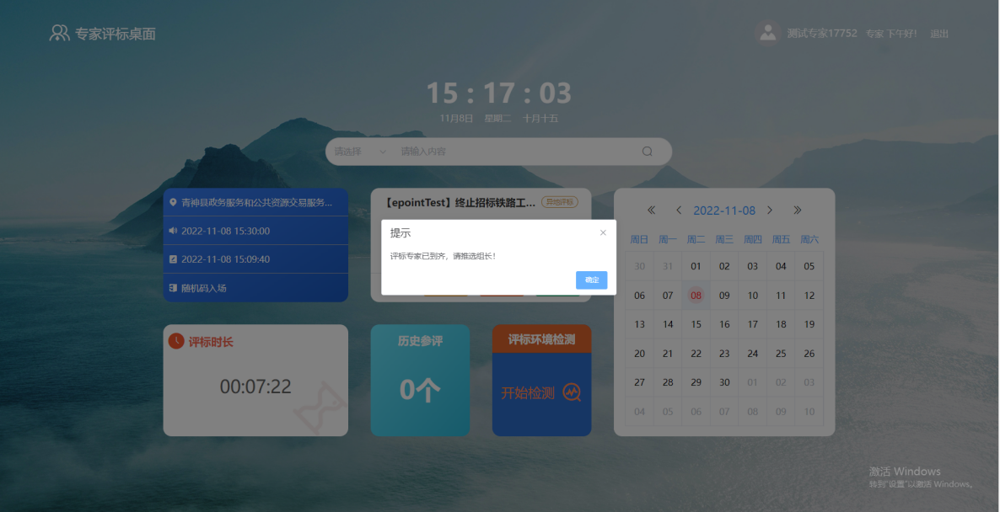 专家评标桌面
测试专家17752 专家 下午好! 退出
15 : 17 : 03
11月8日 星期二 十月十五
请选择 请输入内容
青神县政务服务和公共资源交易服务...
2022-11-08 15:30:00
2022-11-08 15:09:40
随机码入场
【epointTest】终止招标铁路工... 异地评标
提示
评标专家已到齐，请推选组长!
确定
2022-11-08
周日 周一 周二 周三 周四 周五 周六
30 31 01 02 03 04 05
06 07 08 09 10 11 12
13 14 15 16 17 18 19
20 21 22 23 24 25 26
27 28 29 30 01 02 03
04 05 06 07 08 09 10
评标时长
00:07:22
历史参评
0个
评标环境检测
开始检测
激活 Windows
转到"设置"以激活 Windows。